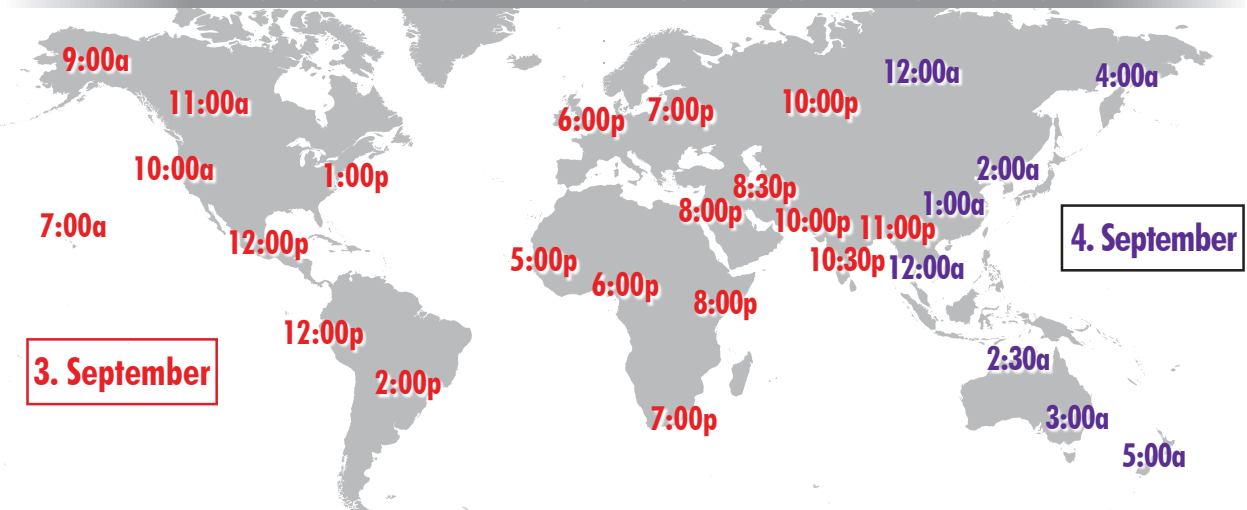 9:00a
12:00a
4:00a
11:00a
10:00p
7:00p
6:00p
10:00a
1:00p
2:00a
8:30p
1:00a
8:00p
10:00p
11:00p
7:00a
12:00p
4. September
5:00p
10:30p
12:00a
6:00p
8:00p
12:00p
2:30a
3. September
2:00p
7:00p
3:00a
5:00a